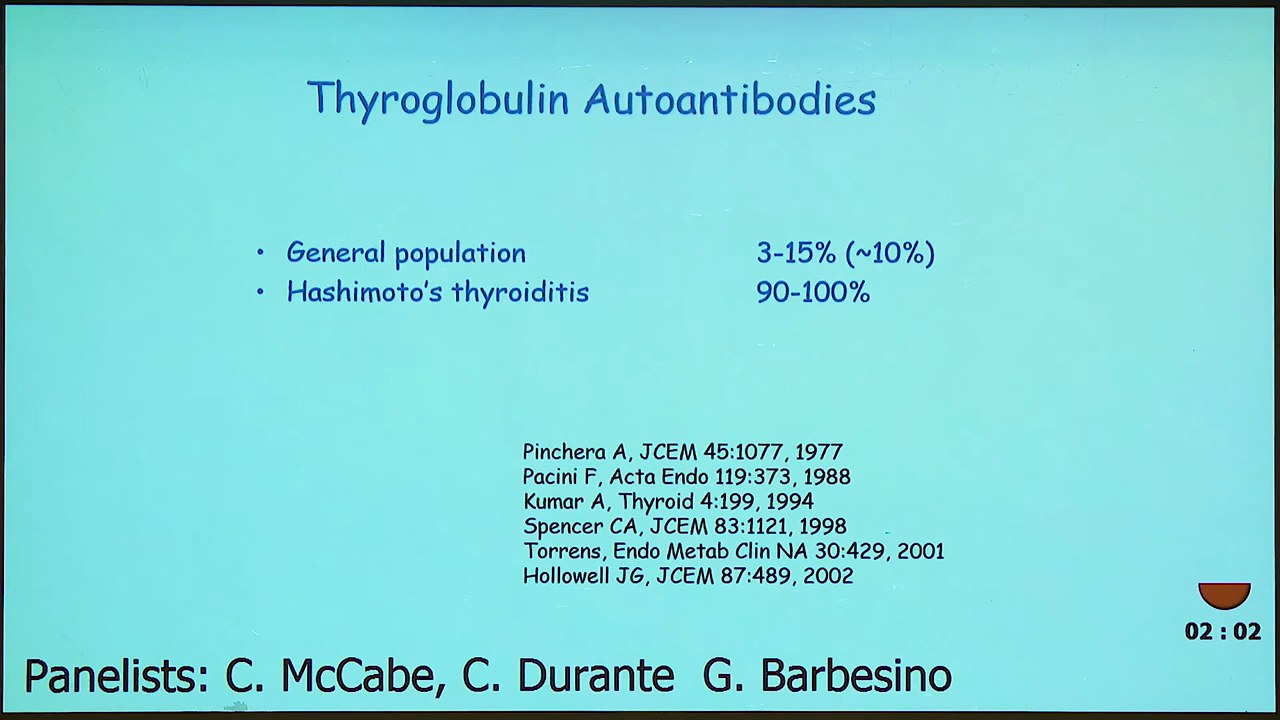 Thyroglobulin Autoantibodies
• General population 3-15% (~10%)
• Hashimoto's thyroiditis 90-100%
Pinchera A, JCEM 45:1077, 1977
Pacini F, Acta Endo 119:373, 1988
Kumar A, Thyroid 4:199, 1994
Spencer CA, JCEM 83:1121, 1998
Torrens, Endo Metab Clin NA 30:429, 2001
Hollowell JG, JCEM 87:489, 2002
02 : 02
Panelists: C. McCabe, C. Durante G. Barbesino